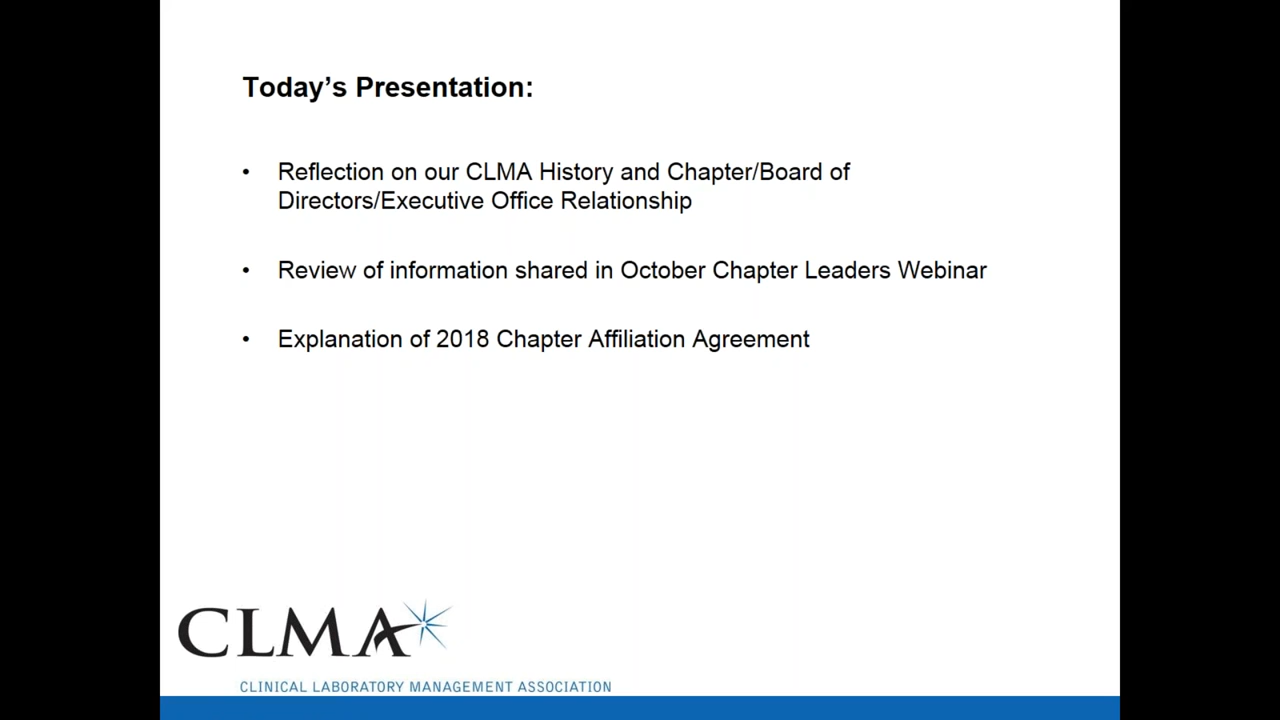 Today’s Presentation:
• Reflection on our CLMA History and Chapter/Board of
Directors/Executive Office Relationship
• Review of information shared in October Chapter Leaders Webinar
• Explanation of 2018 Chapter Affiliation Agreement
CLMA
CLINICAL LABORATORY MANAGEMENT ASSOCIATION